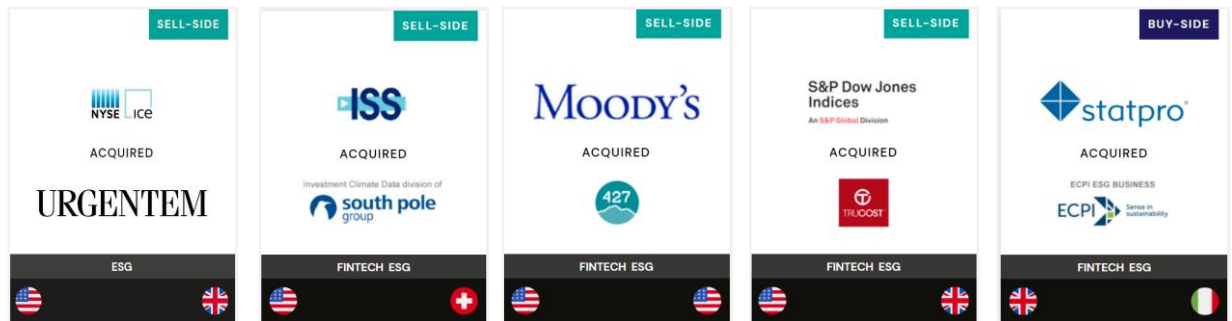 SELL-SIDE
NYSE ICE
ACQUIRED
URGENTEM
ESG
SELL-SIDE
ISS
ACQUIRED
Investment Climate Data division of
south pole
group
FINTECH ESG
SELL-SIDE
MOODY'S
ACQUIRED
427
FINTECH ESG
SELL-SIDE
S&P Dow Jones
Indices
An S&P Global Division
ACQUIRED
TRUCOST
FINTECH ESG
BUY-SIDE
statpro®
ACQUIRED
ECPI ESG BUSINESS
ECPI Sense in
sustainability
FINTECH ESG